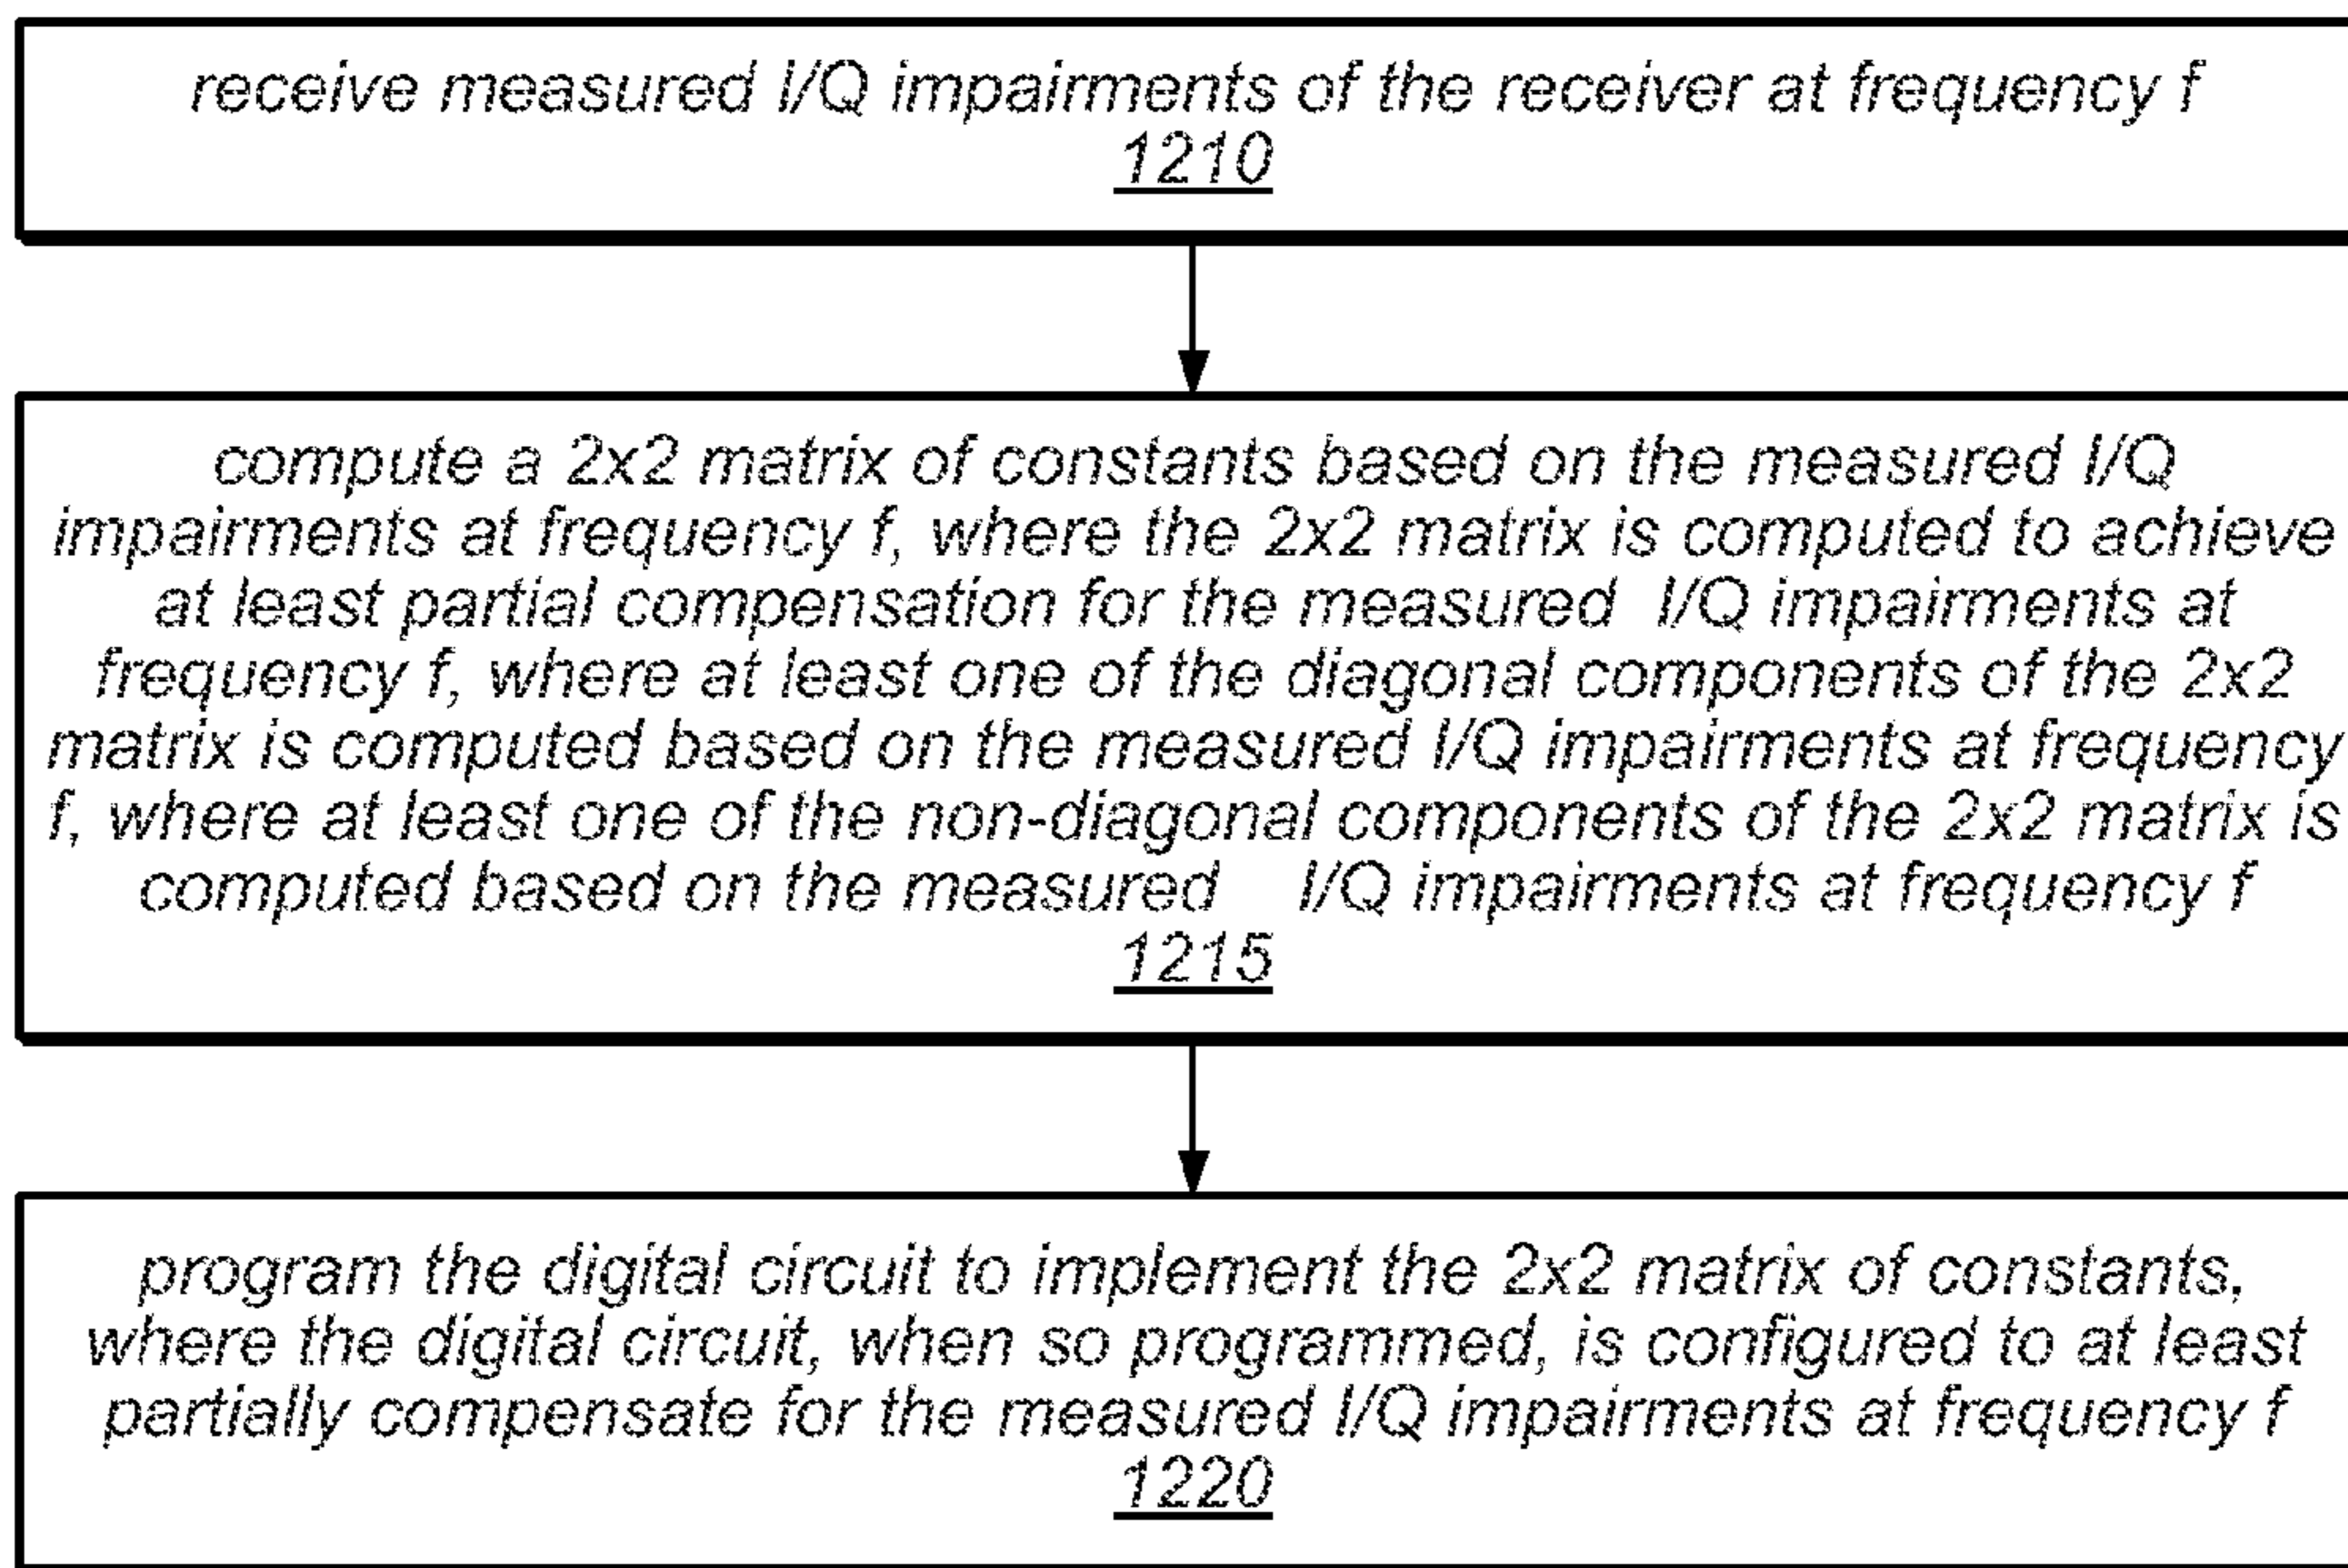 receive measured I/Q impairments of the receiver at frequency f
1210
compute a 2x2 matrix of constants based on the measured I/Q
impairments at frequency f, where the 2x2 matrix is computed to achieve
at least partial compensation for the measured I/Q impairments at
frequency f, where at least one of the diagonal components of the 2x2
matrix is computed based on the measured I/Q impairments at frequency
f, where at least one of the non-diagonal components of the 2x2 matrix is
computed based on the measured I/Q impairments at frequency f
1215
program the digital circuit to implement the 2x2 matrix of constants,
where the digital circuit, when so programmed, is configured to at least
partially compensate for the measured I/Q impairments at frequency f
1220